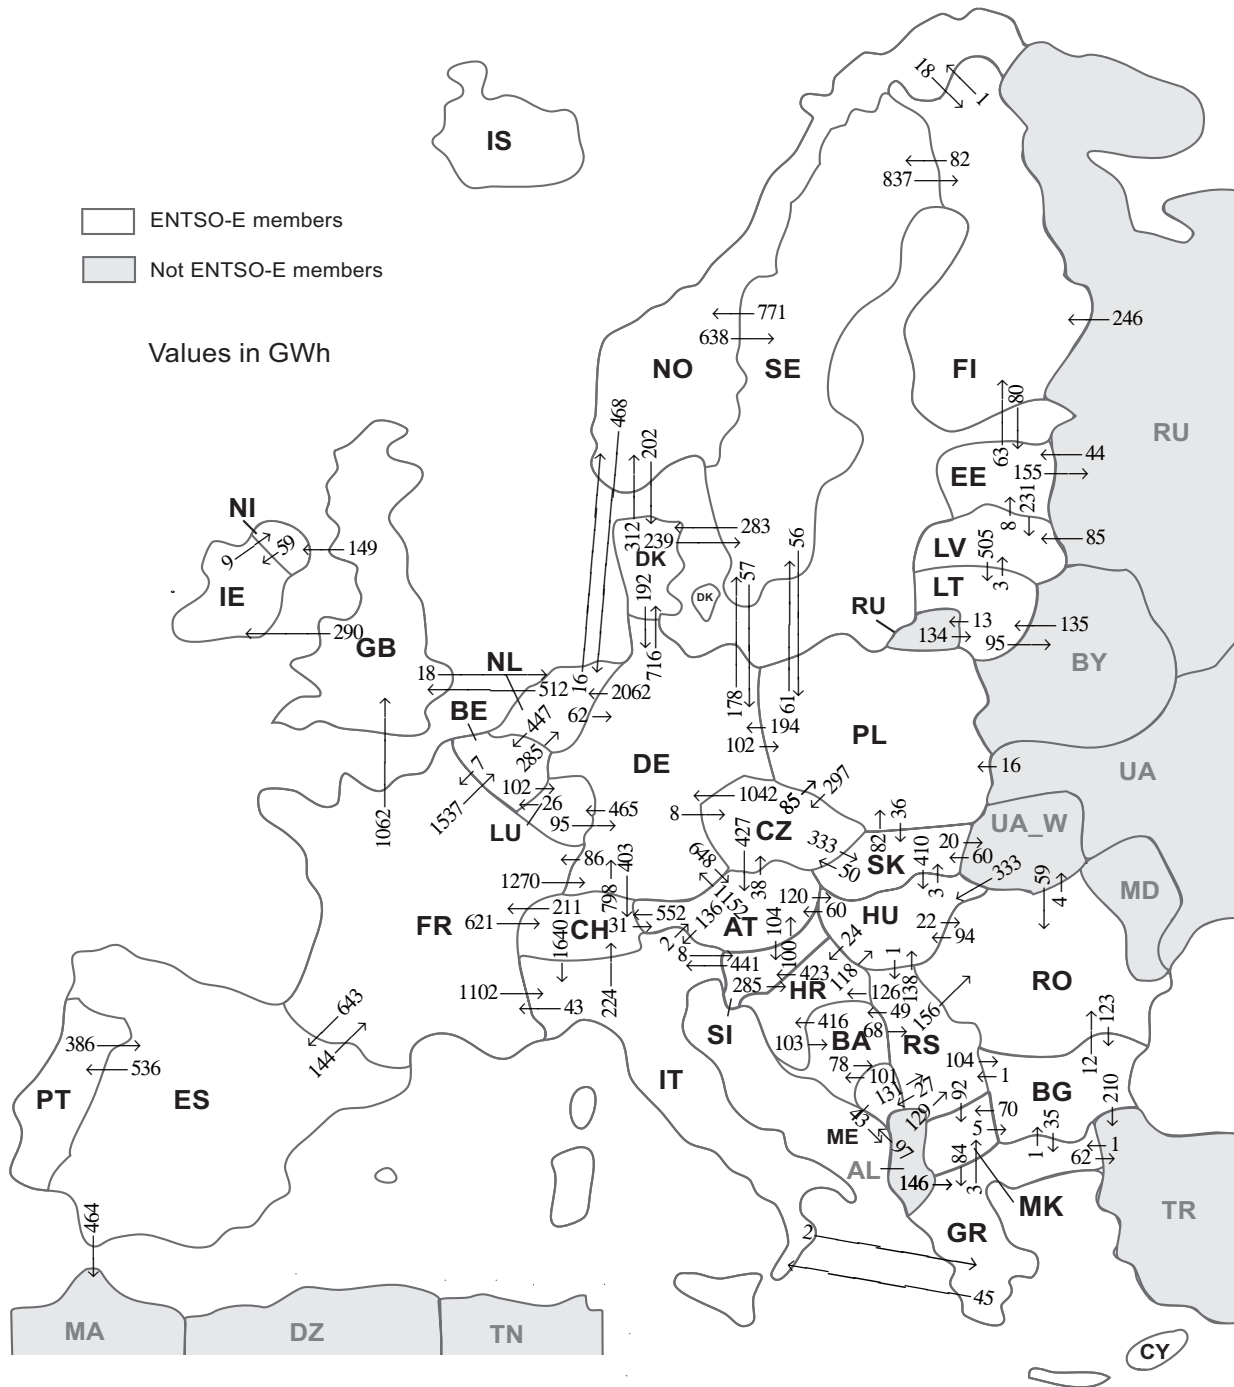 18
1
IS
82
837
ENTSO-E members
Not ENTSO-E members
771
246
638
Values in GWh
NO
SE
FI
80
468
202
RU
63
44
EE
155
231
NI
312
283
8
56
239
505
85
9
59
149
DK
LV
57
3
IE
192
DK
LT
RU
13
135
290
134
95
GB
BY
18
NL
716
512
16
2062
178
61
BE
447
62
194
PL
102
285
7
DE
16
UA
102
1042
85
297
1537
26
465
8
36
UA_W
LU
95
CZ
427
333
82
20
1062
SK
410
60
86
403
648
50
59
MD
1270
798
38
3
333
4
1152
120
211
552
136
104
60
HU
22
FR
621
CH
31
AT
94
1640
2
24
1
8
100
441
423
118
RO
285
HR
126
138
1102
43
224
49
156
123
643
SI
416
68
386
144
103
BA
RS
536
IT
78
104
12
101
1
BG
210
PT
ES
131
27
92
70
43
129
5
35
ME
1
1
97
84
62
AL
146
3
MK
TR
464
GR
2
45
MA
DZ
TN
CY